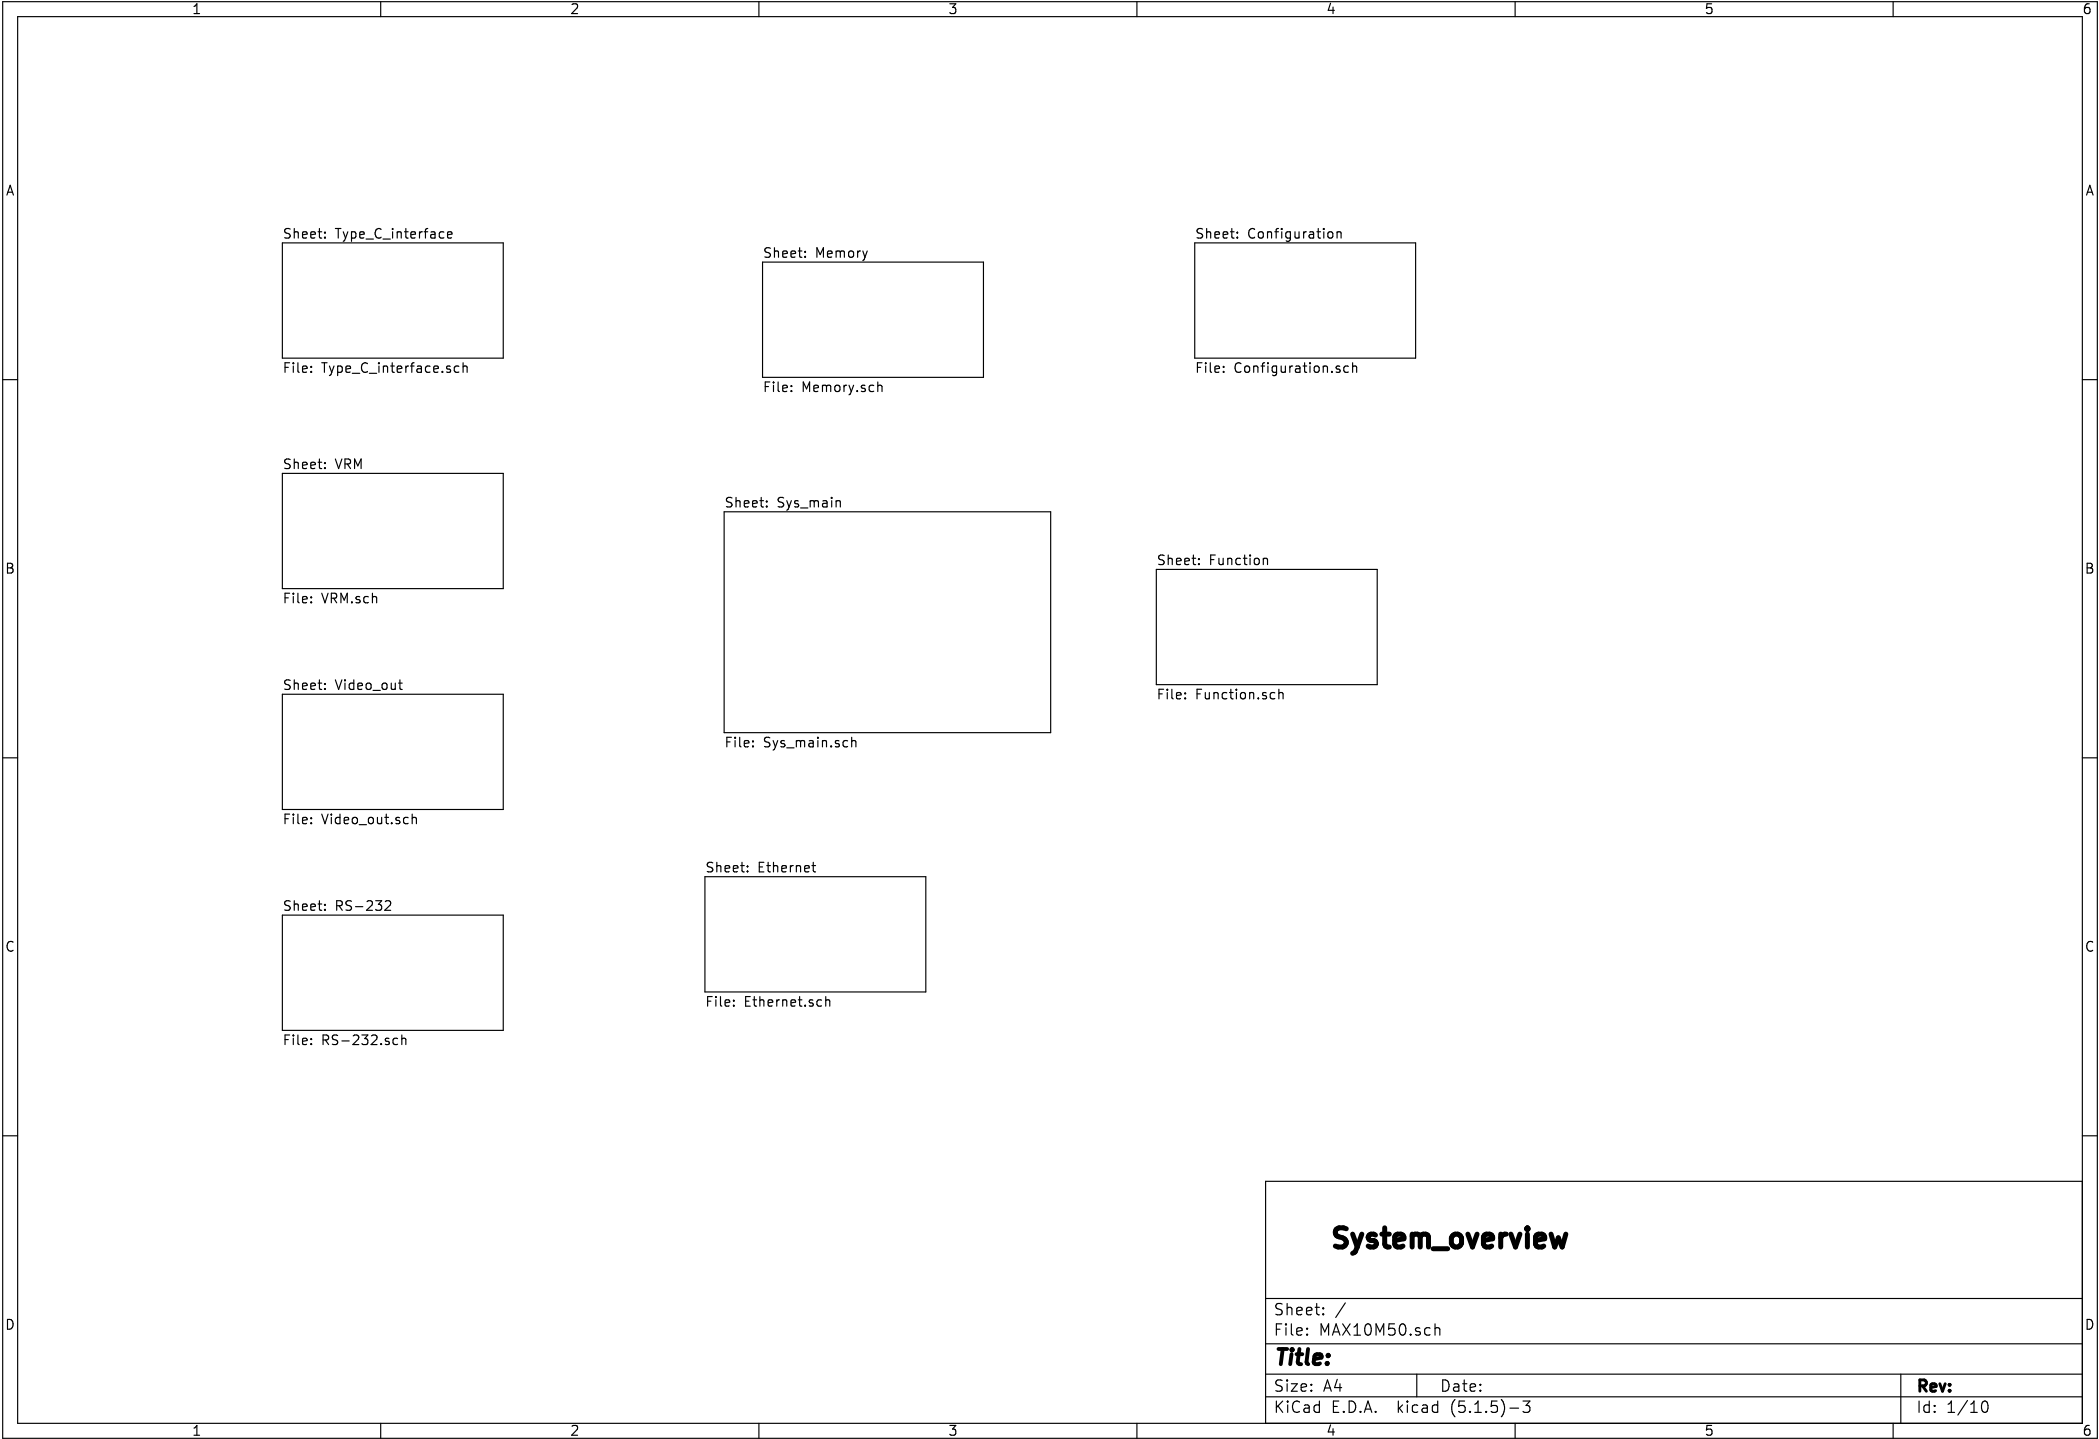 1 2 3 4 5 6
A A
Sheet: Type_C_interface
File: Type_C_interface.sch
Sheet: Memory
File: Memory.sch
Sheet: Configuration
File: Configuration.sch
Sheet: VRM
File: VRM.sch
Sheet: Sys_main
File: Sys_main.sch
B B
Sheet: Function
File: Function.sch
Sheet: Video_out
File: Video_out.sch
Sheet: Ethernet
File: Ethernet.sch
Sheet: RS-232
File: RS-232.sch
C C
System_overview
Sheet: /
File: MAX10M50.sch
D D
Title:
Size: A4 Date: Rev:
KiCad E.D.A. kicad (5.1.5)-3 Id: 1/10
1 2 3 4 5 6